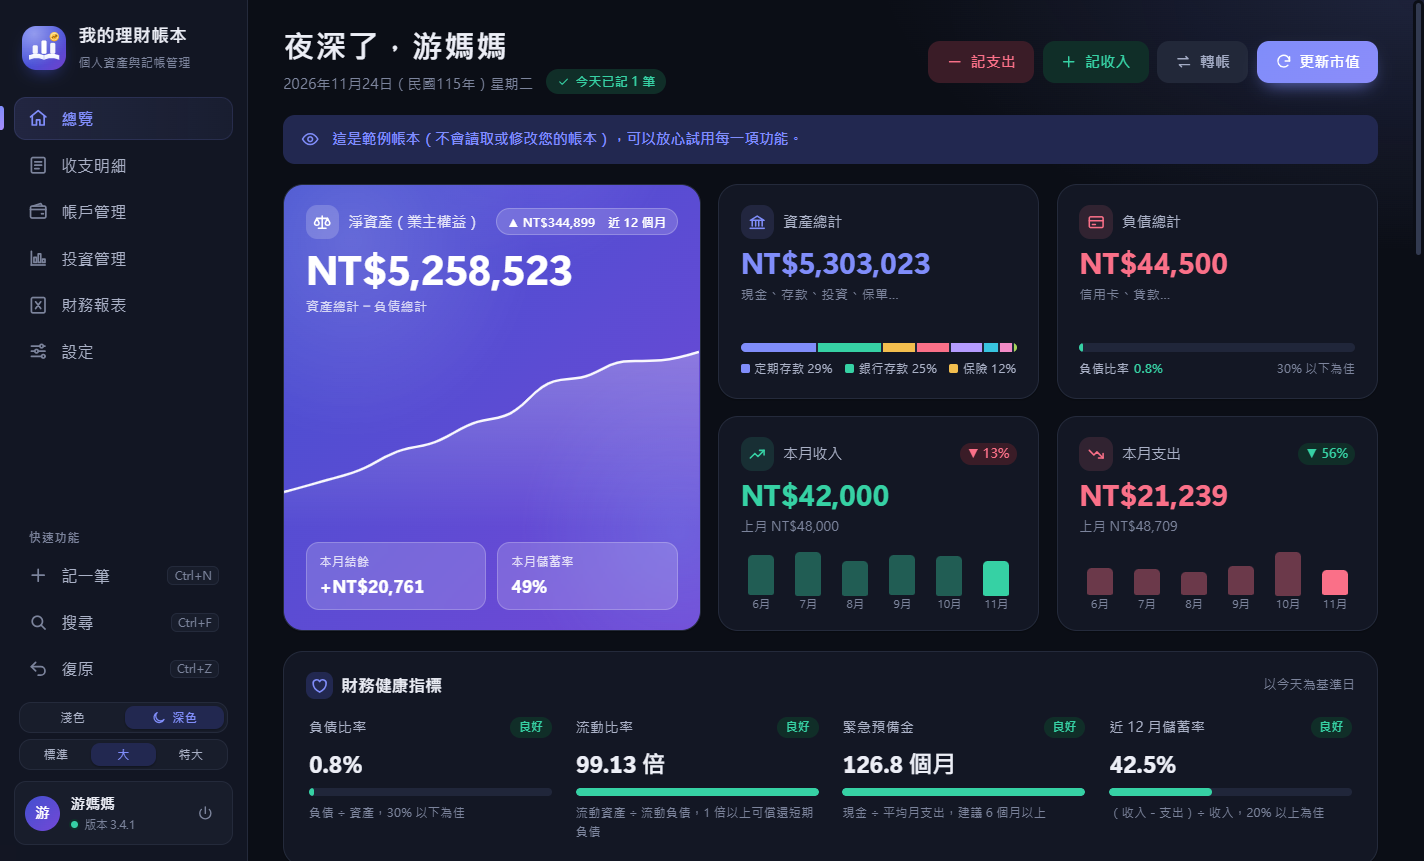 我的理財帳本
個人資產與記帳管理
總覽
收支明細
帳戶管理
投資管理
財務報表
設定
快速功能
記一筆 Ctrl+N
搜尋 Ctrl+F
復原 Ctrl+Z
淺色 深色
標準 大 特大
游 游媽媽
版本 3.4.1
夜深了，游媽媽
2026年11月24日（民國115年）星期二 今天已記 1 筆
記支出 記收入 轉帳 更新市值
這是範例帳本（不會讀取或修改您的帳本），可以放心試用每一項功能。
淨資產（業主權益） ▲ NT$344,899 近 12 個月
NT$5,258,523
資產總計 − 負債總計
本月結餘
+NT$20,761
本月儲蓄率
49%
資產總計
NT$5,303,023
現金、存款、投資、保單…
定期存款 29% 銀行存款 25% 保險 12%
負債總計
NT$44,500
信用卡、貸款…
負債比率 0.8% 30% 以下為佳
本月收入 ▼ 13%
NT$42,000
上月 NT$48,000
6月 7月 8月 9月 10月 11月
本月支出 ▼ 56%
NT$21,239
上月 NT$48,709
6月 7月 8月 9月 10月 11月
財務健康指標 以今天為基準日
負債比率 良好
0.8%
負債 ÷ 資產，30% 以下為佳
流動比率 良好
99.13 倍
流動資產 ÷ 流動負債，1 倍以上可償還短期
負債
緊急預備金 良好
126.8 個月
現金 ÷ 平均月支出，建議 6 個月以上
近 12 月儲蓄率 良好
42.5%
（收入 - 支出）÷ 收入，20% 以上為佳